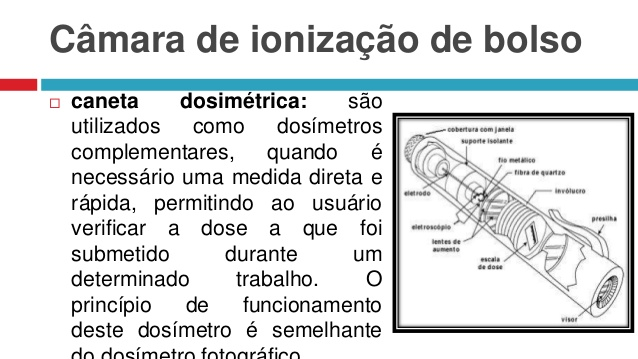 Câmara de ionização de bolso
caneta dosimétrica: são
utilizados como dosímetros
complementares, quando é
necessário uma medida direta e
rápida, permitindo ao usuário
verificar a dose a que foi
submetido durante um
determinado trabalho. O
princípio de funcionamento
deste dosímetro é semelhante
do dosímetro fotográfico
cobertura com janela
suporte isolante
fio metálico
fibra de quartzo
invólucro
presilha
eletrodo
eletroscópio
lentes de
aumento
escala
de dose
visor